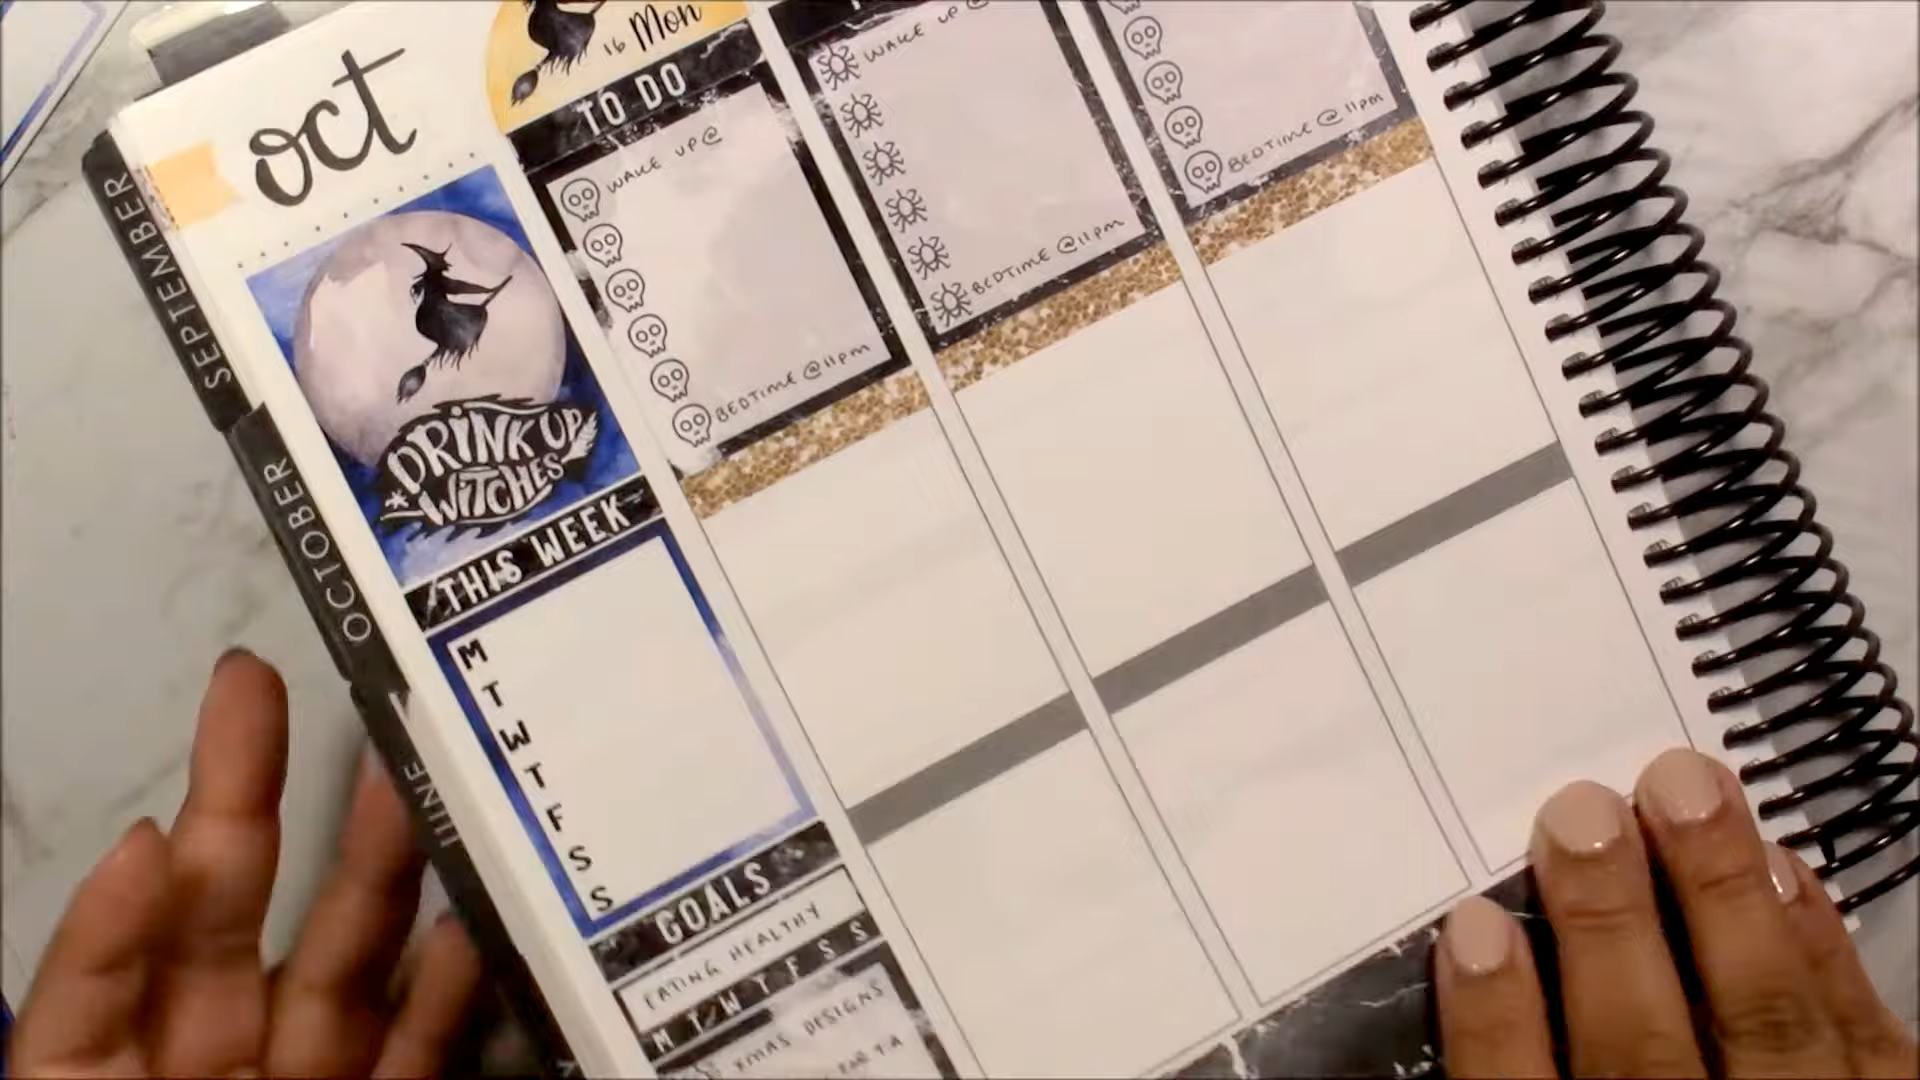 oct
16 Mon
TO DO
WAKE UP @
BEDTIME @ 11pm
WAKE UP @
BEDTIME @ 11pm
BEDTIME @ 11pm
SEPTEMBER
OCTOBER
JUNE
DRINK UP
WITCHES
THIS WEEK
M
T
W
T
F
S
S
GOALS
EATING HEALTHY
M T W T F S S
XMAS DESIGNS
FOR